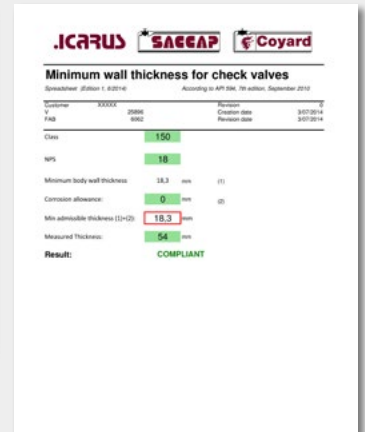 .ICARUS SACCAP Coyard
Minimum wall thickness for check valves
Spreadsheet (Edition 1, 8/2014) According to API 594, 7th edition, September 2010
Customer XXXXX Revision 0
V 25896 Creation date 3/07/2014
FAB 6062 Revision date 3/07/2014
Class 150
NPS 18
Minimum body wall thickness 18,3 mm (1)
Corrosion allowance: 0 mm (2)
Min admissible thickness (1)+(2): 18,3 mm
Measured Thickness: 54 mm
Result: COMPLIANT